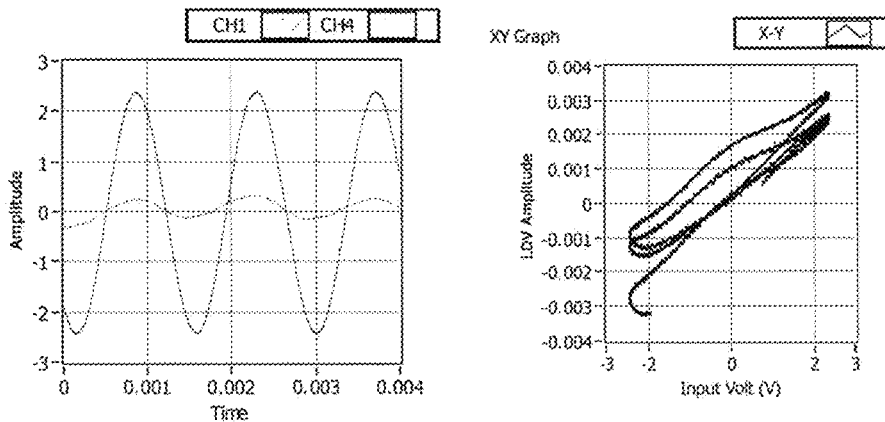 CH1 CH4
3
2
1
0
-1
-2
-3
Amplitude
0 0.001 0.002 0.003 0.004
Time
XY Graph X-Y
0.004
0.003
0.002
0.001
0
-0.001
-0.002
-0.003
-0.004
LDV Amplitude
-3 -2 0 2 3
Input Volt (V)